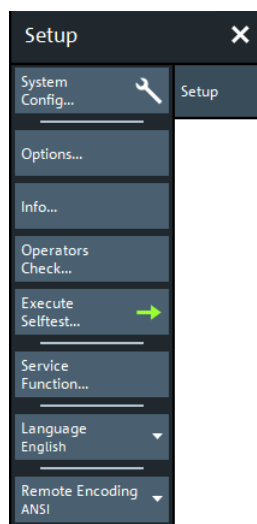 Setup
System
Config...
Setup
Options...
Info...
Operators
Check...
Execute
Selftest...
Service
Function...
Language
English
Remote Encoding
ANSI